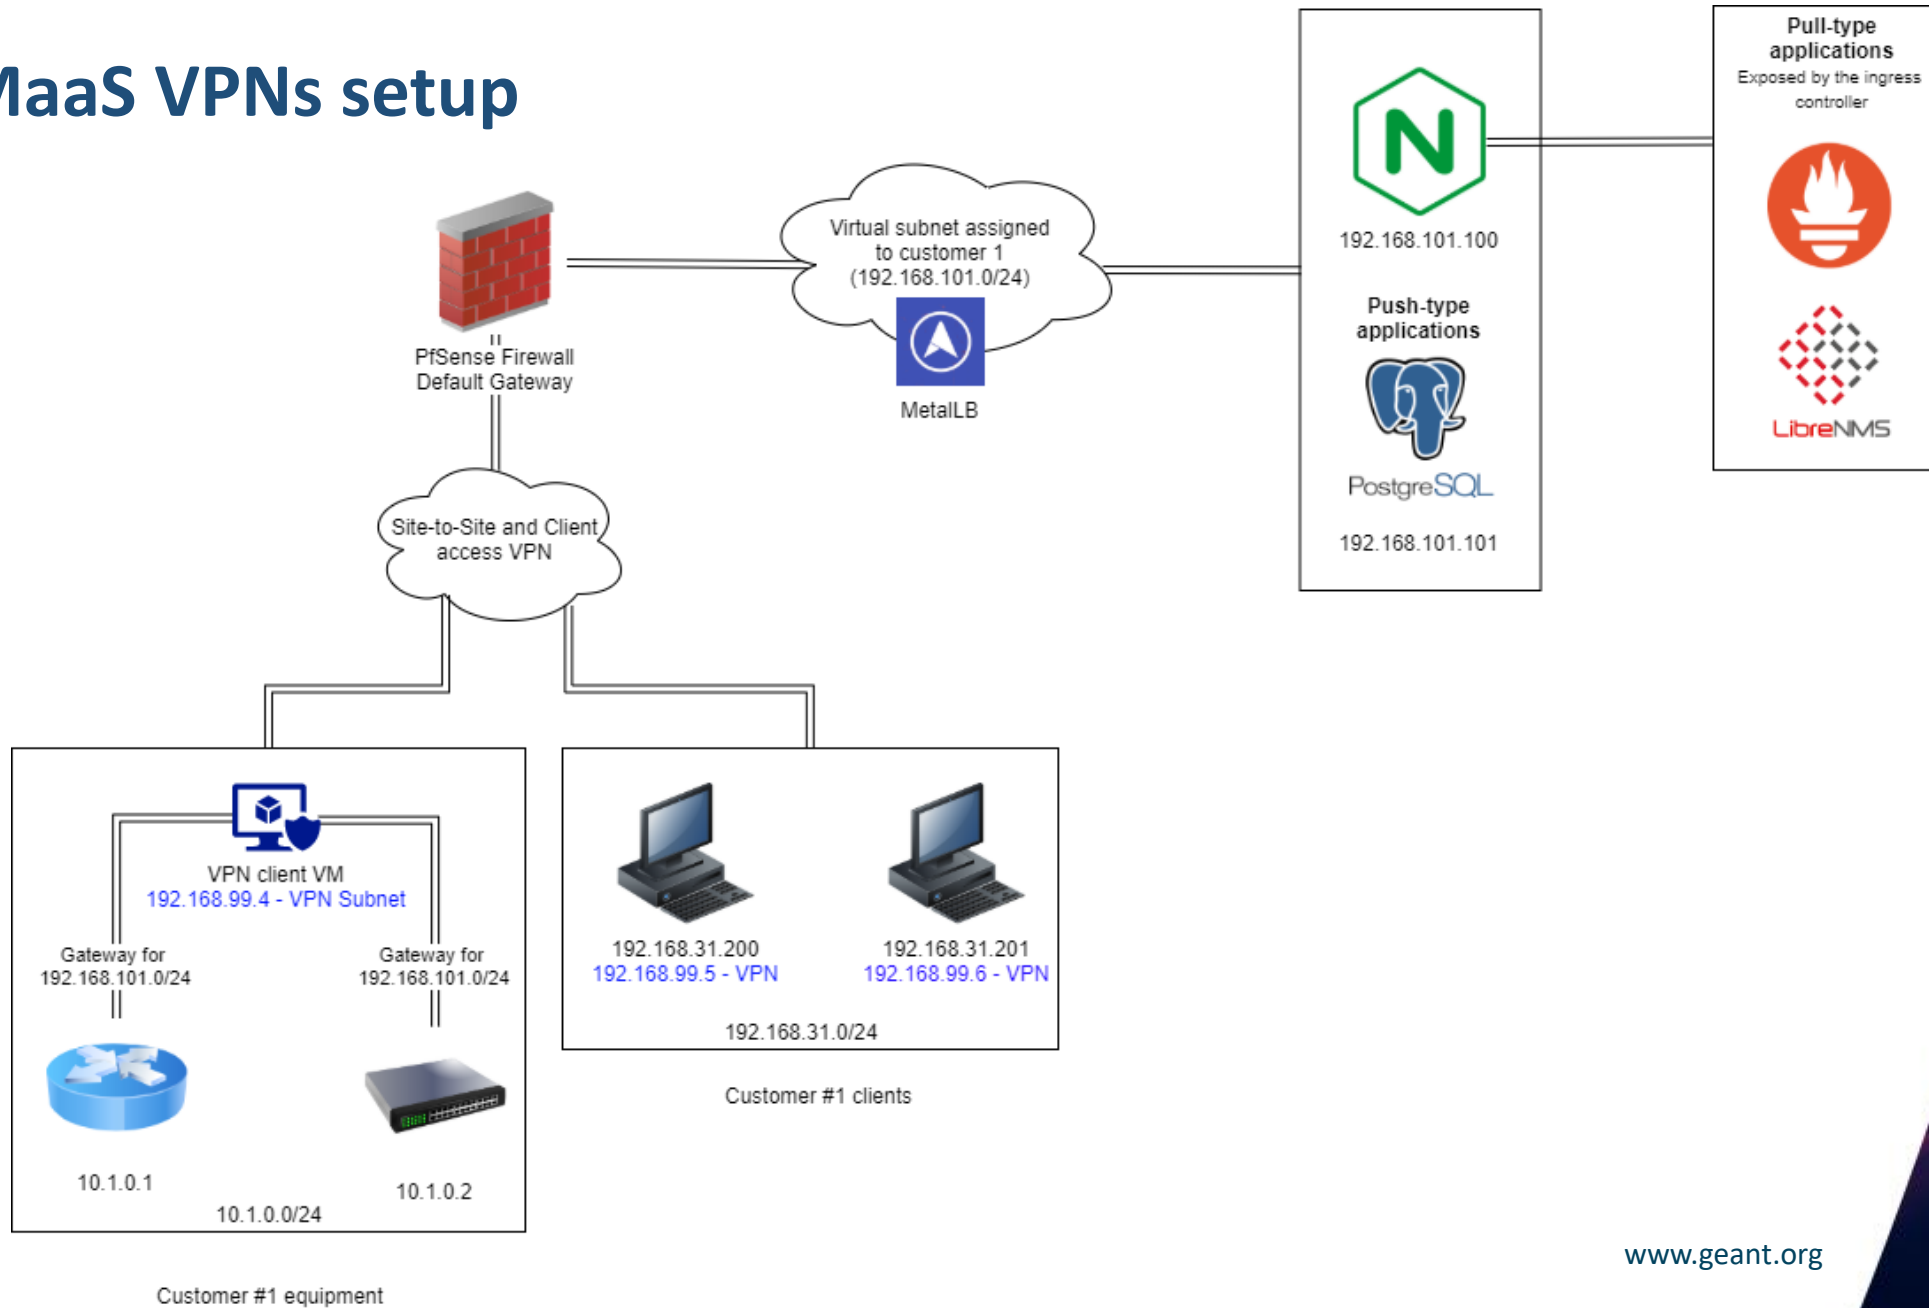 MaaS VPNs setup
Pull-type
applications
Exposed by the ingress
controller
LibreNMS
192.168.101.100
Push-type
applications
PostgreSQL
192.168.101.101
Virtual subnet assigned
to customer 1
(192.168.101.0/24)
MetalLB
PfSense Firewall
Default Gateway
Site-to-Site and Client
access VPN
VPN client VM
192.168.99.4 - VPN Subnet
Gateway for
192.168.101.0/24
Gateway for
192.168.101.0/24
10.1.0.1
10.1.0.2
10.1.0.0/24
Customer #1 equipment
192.168.31.200
192.168.99.5 - VPN
192.168.31.201
192.168.99.6 - VPN
192.168.31.0/24
Customer #1 clients
www.geant.org